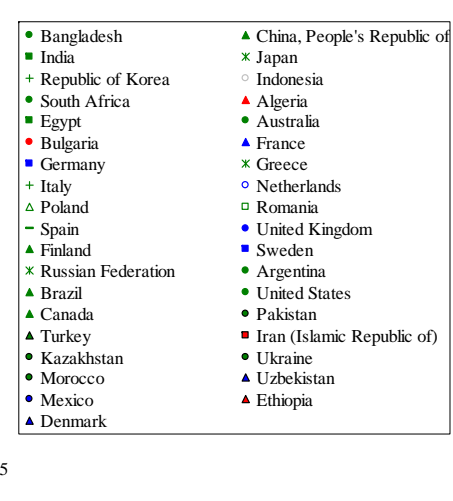 Bangladesh
China, People's Republic of
India
Japan
Republic of Korea
Indonesia
South Africa
Algeria
Egypt
Australia
Bulgaria
France
Germany
Greece
Italy
Netherlands
Poland
Romania
Spain
United Kingdom
Finland
Sweden
Russian Federation
Argentina
Brazil
United States
Canada
Pakistan
Turkey
Iran (Islamic Republic of)
Kazakhstan
Ukraine
Morocco
Uzbekistan
Mexico
Ethiopia
Denmark
5